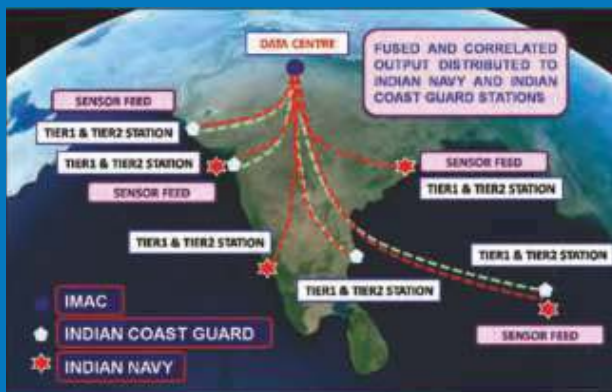 DATA CENTRE
FUSED AND CORRELATED
OUTPUT DISTRIBUTED TO
INDIAN NAVY AND INDIAN
COAST GUARD STATIONS
SENSOR FEED
TIER1 & TIER2 STATION
TIER1 & TIER2 STATION
SENSOR FEED
SENSOR FEED
TIER1 & TIER2 STATION
TIER1 & TIER2 STATION
TIER1 & TIER2 STATION
TIER1 & TIER2 STATION
SENSOR FEED
IMAC
INDIAN COAST GUARD
INDIAN NAVY